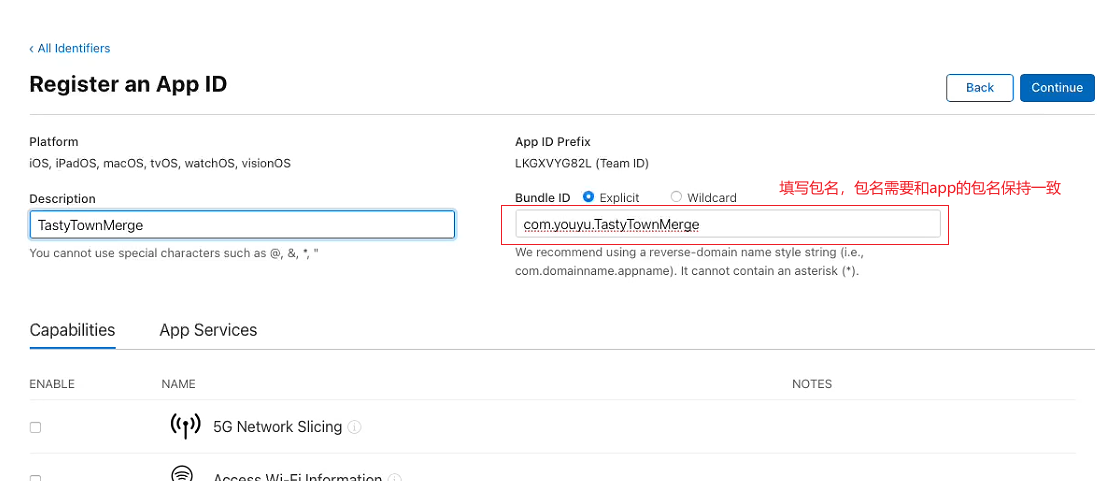 ‹ All Identifiers
Register an App ID
Back
Continue
Platform
iOS, iPadOS, macOS, tvOS, watchOS, visionOS
App ID Prefix
LKGXVYG82L (Team ID)
Description
TastyTownMerge
You cannot use special characters such as @, &, *, "
Bundle ID Explicit Wildcard
填写包名，包名需要和app的包名保持一致
com.youyu.TastyTownMerge
We recommend using a reverse-domain name style string (i.e.,
com.domainname.appname). It cannot contain an asterisk (*).
Capabilities
App Services
ENABLE
NAME
NOTES
5G Network Slicing
Access Wi-Fi Information